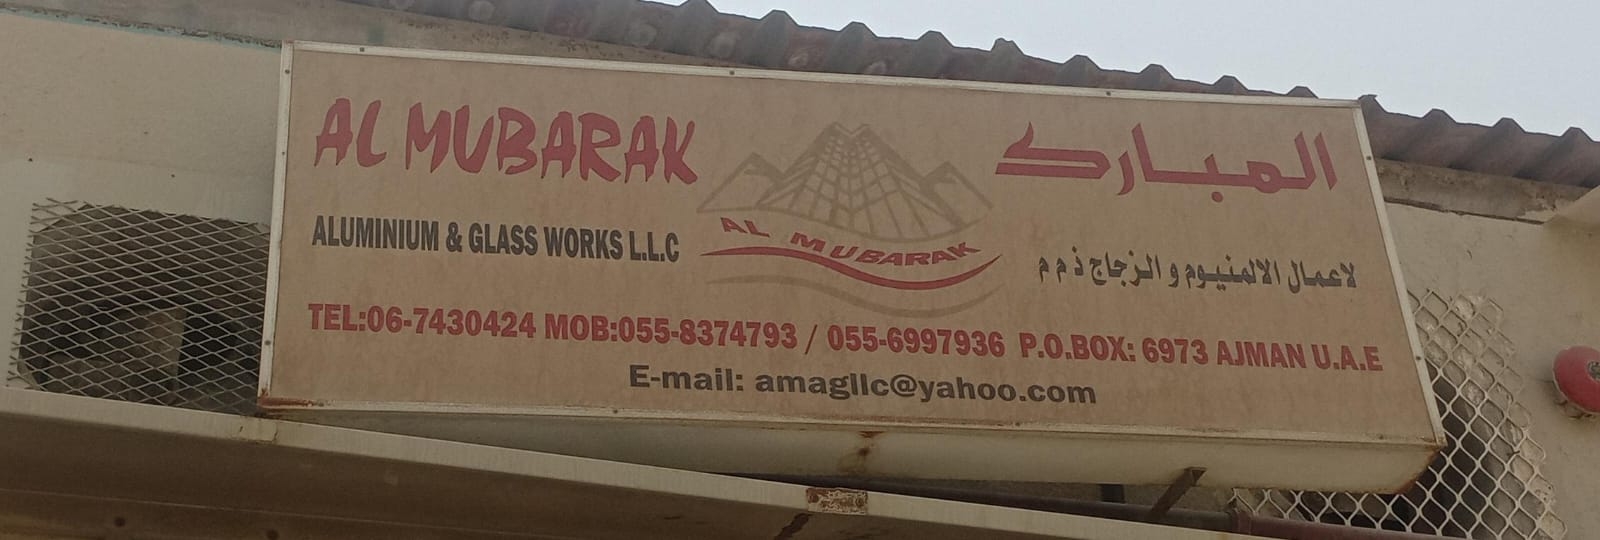 AL MUBARAK
المبارك
AL MUBARAK
ALUMINIUM & GLASS WORKS L.L.C
لاعمال الالمنيوم و الزجاج ذ م م
TEL:06-7430424 MOB:055-8374793 / 055-6997936 P.O.BOX: 6973 AJMAN U.A.E
E-mail: amagllc@yahoo.com